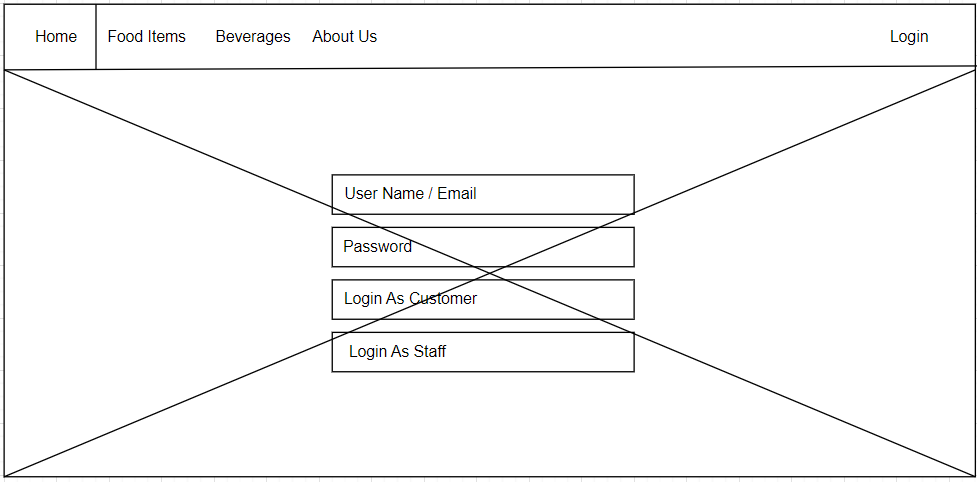 Home Food Items Beverages About Us Login
User Name / Email
Password
Login As Customer
Login As Staff